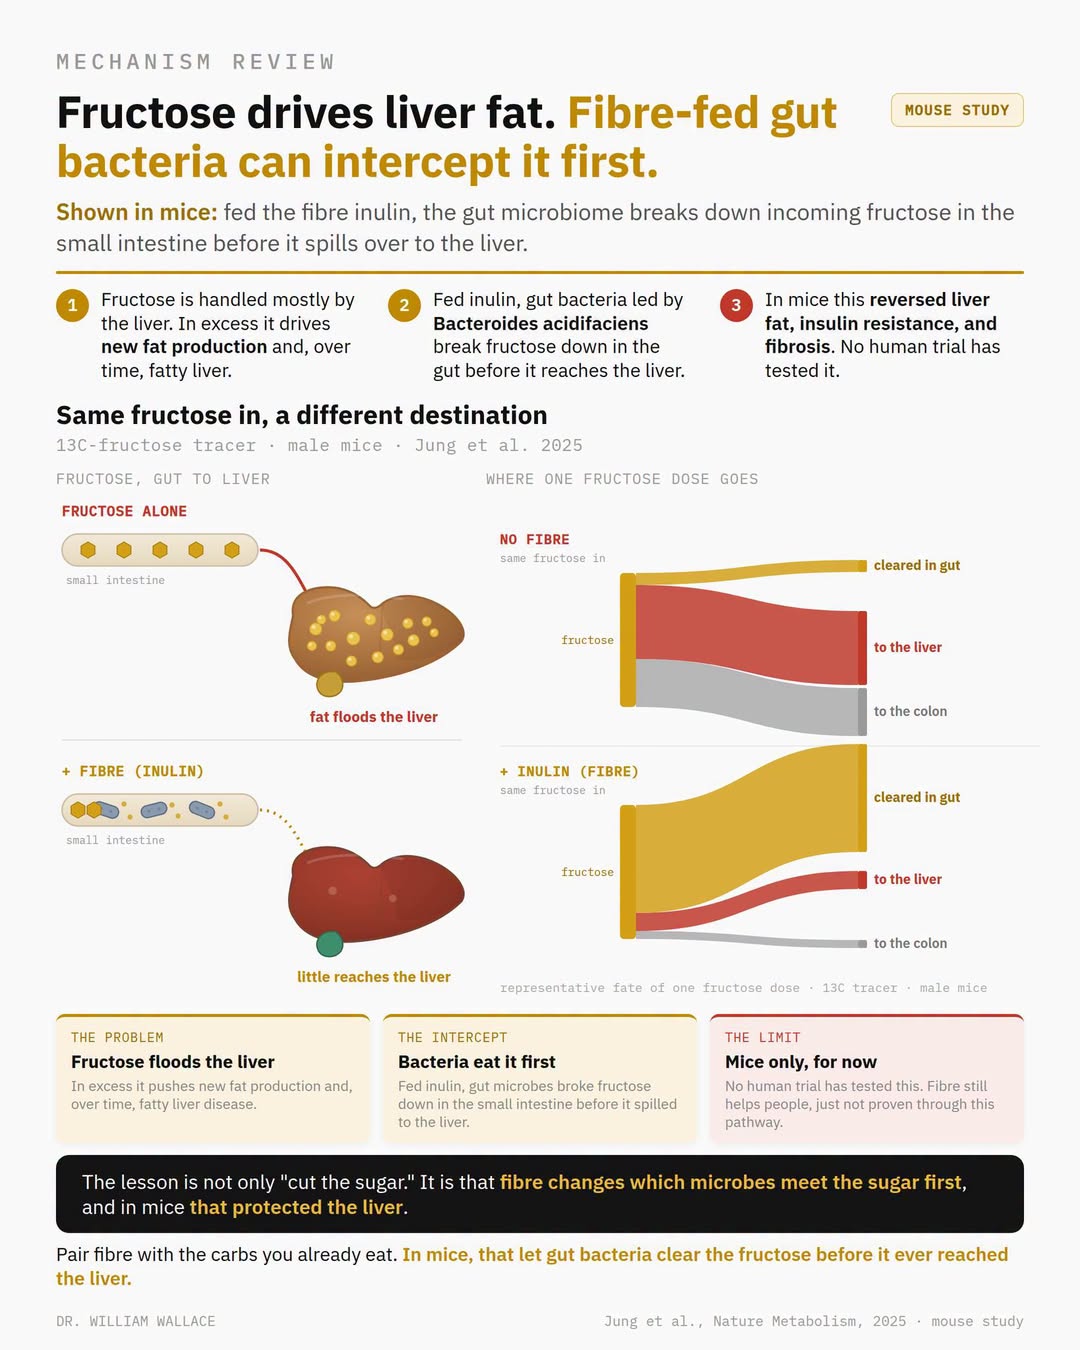 MECHANISM REVIEW
Fructose drives liver fat. Fibre-fed gut
bacteria can intercept it first.
MOUSE STUDY
Shown in mice: fed the fibre inulin, the gut microbiome breaks down incoming fructose in the
small intestine before it spills over to the liver.
1
Fructose is handled mostly by
the liver. In excess it drives
new fat production and, over
time, fatty liver.
2
Fed inulin, gut bacteria led by
Bacteroides acidifaciens
break fructose down in the
gut before it reaches the liver.
3
In mice this reversed liver
fat, insulin resistance, and
fibrosis. No human trial has
tested it.
Same fructose in, a different destination
13C-fructose tracer · male mice · Jung et al. 2025
FRUCTOSE, GUT TO LIVER
FRUCTOSE ALONE
small intestine
fat floods the liver
+ FIBRE (INULIN)
small intestine
little reaches the liver
WHERE ONE FRUCTOSE DOSE GOES
NO FIBRE
same fructose in
fructose
cleared in gut
to the liver
to the colon
+ INULIN (FIBRE)
same fructose in
fructose
cleared in gut
to the liver
to the colon
representative fate of one fructose dose · 13C tracer · male mice
THE PROBLEM
Fructose floods the liver
In excess it pushes new fat production and,
over time, fatty liver disease.
THE INTERCEPT
Bacteria eat it first
Fed inulin, gut microbes broke fructose
down in the small intestine before it spilled
to the liver.
THE LIMIT
Mice only, for now
No human trial has tested this. Fibre still
helps people, just not proven through this
pathway.
The lesson is not only "cut the sugar." It is that fibre changes which microbes meet the sugar first,
and in mice that protected the liver.
Pair fibre with the carbs you already eat. In mice, that let gut bacteria clear the fructose before it ever reached
the liver.
DR. WILLIAM WALLACE
Jung et al., Nature Metabolism, 2025 · mouse study